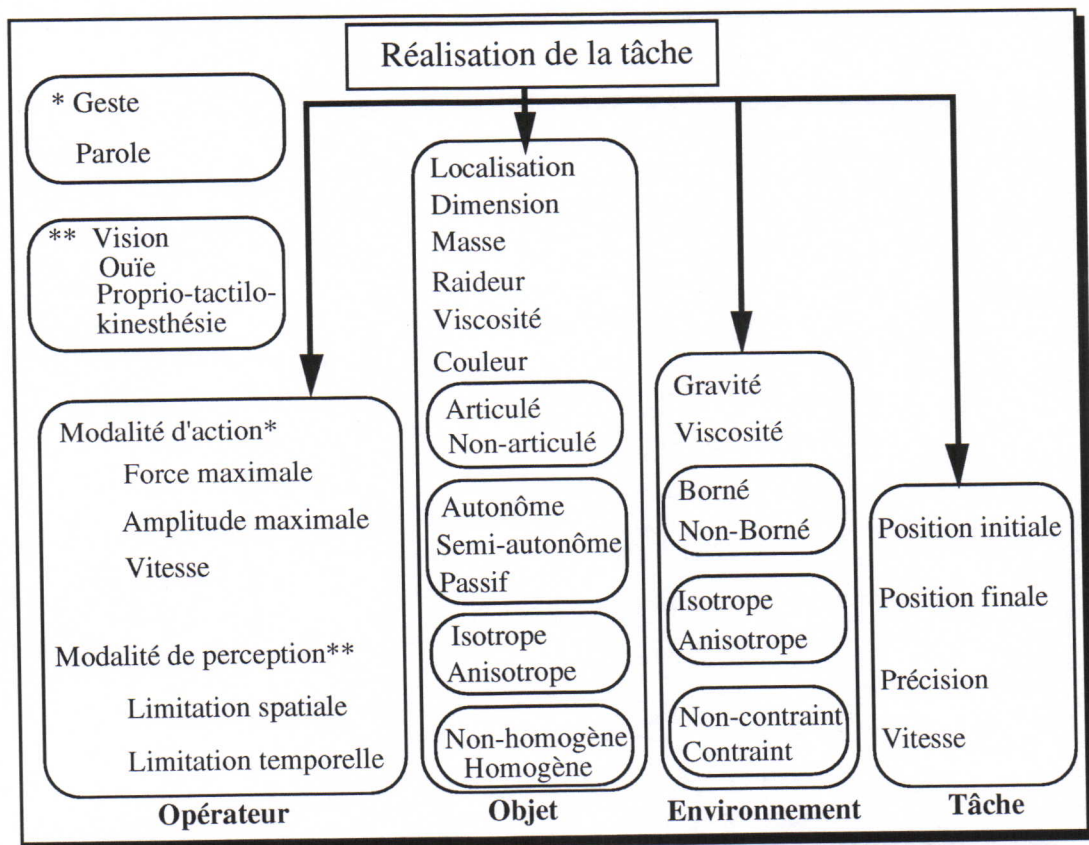 Réalisation de la tâche
* Geste
Parole
** Vision
Ouïe
Proprio-tactilo-
kinesthésie
Modalité d'action*
Force maximale
Amplitude maximale
Vitesse
Modalité de perception**
Limitation spatiale
Limitation temporelle
Opérateur
Localisation
Dimension
Masse
Raideur
Viscosité
Couleur
Articulé
Non-articulé
Autonôme
Semi-autonôme
Passif
Isotrope
Anisotrope
Non-homogène
Homogène
Objet
Gravité
Viscosité
Borné
Non-Borné
Isotrope
Anisotrope
Non-contraint
Contraint
Environnement
Position initiale
Position finale
Précision
Vitesse
Tâche